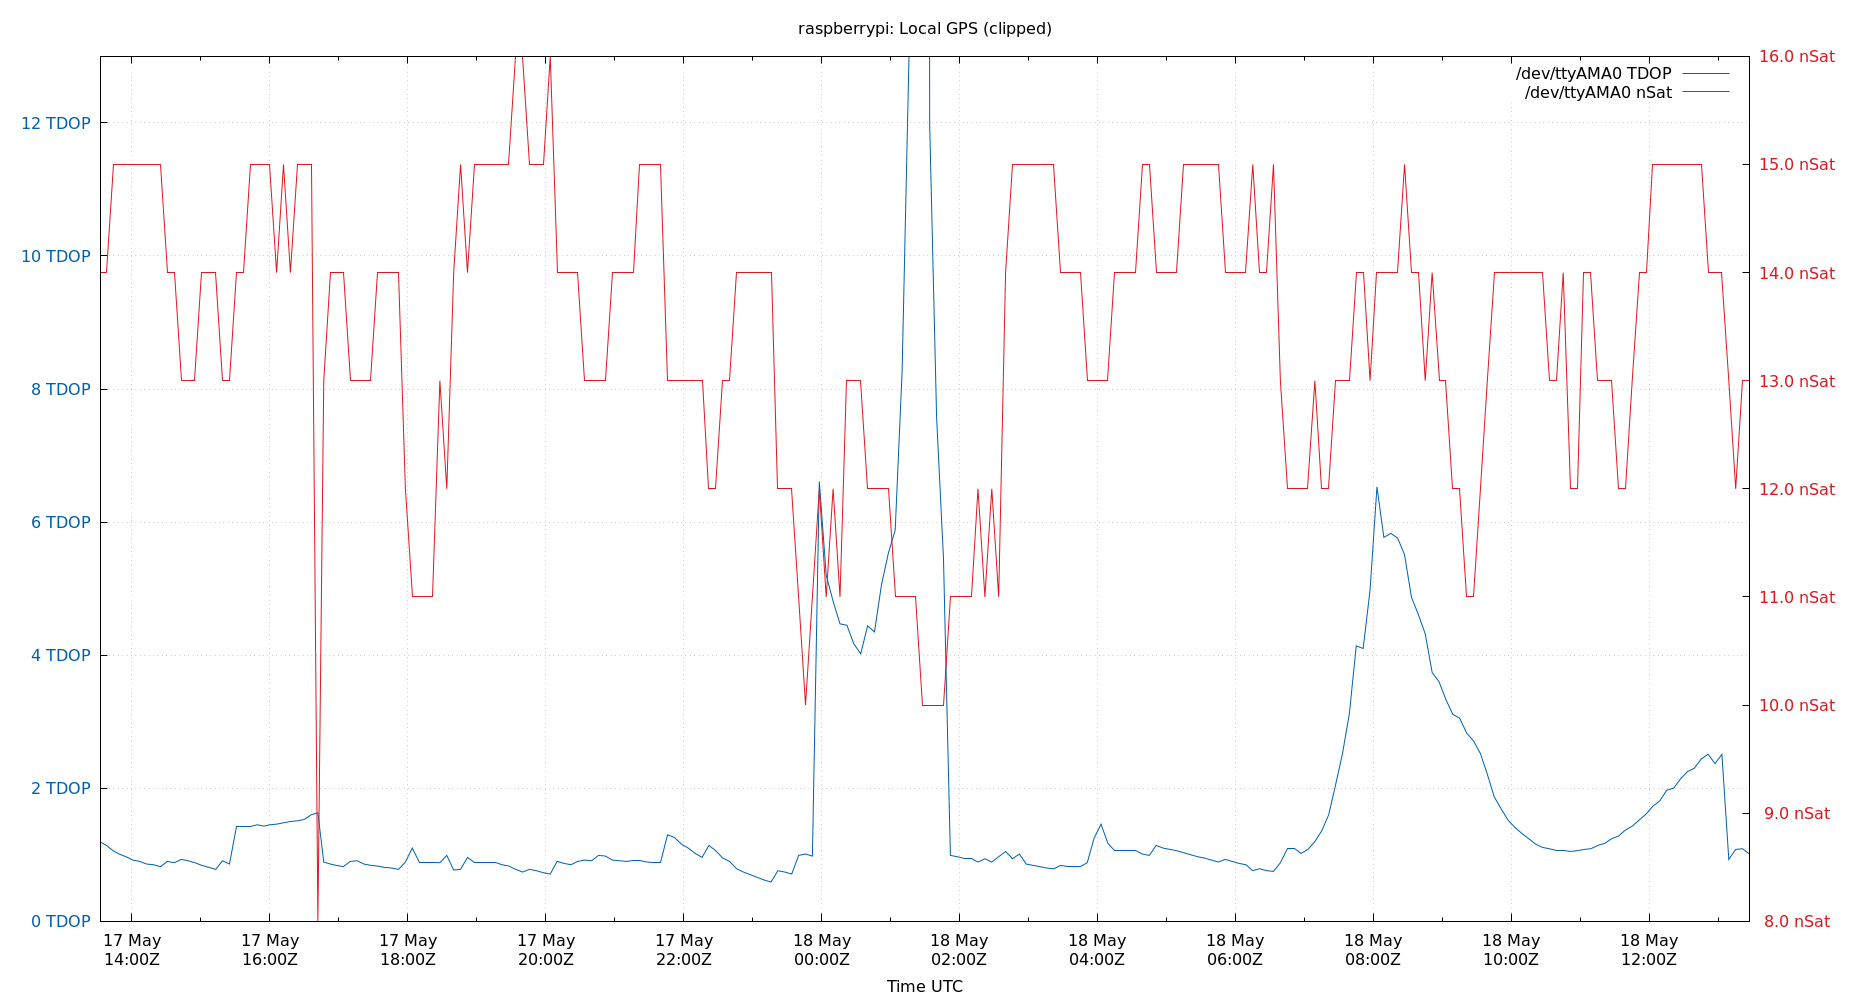 raspberrypi: Local GPS (clipped)
/dev/ttyAMA0 TDOP
/dev/ttyAMA0 nSat
12 TDOP
10 TDOP
8 TDOP
6 TDOP
4 TDOP
2 TDOP
0 TDOP
16.0 nSat
15.0 nSat
14.0 nSat
13.0 nSat
12.0 nSat
11.0 nSat
10.0 nSat
9.0 nSat
8.0 nSat
17 May
14:00Z
17 May
16:00Z
17 May
18:00Z
17 May
20:00Z
17 May
22:00Z
18 May
00:00Z
18 May
02:00Z
18 May
04:00Z
18 May
06:00Z
18 May
08:00Z
18 May
10:00Z
18 May
12:00Z
Time UTC